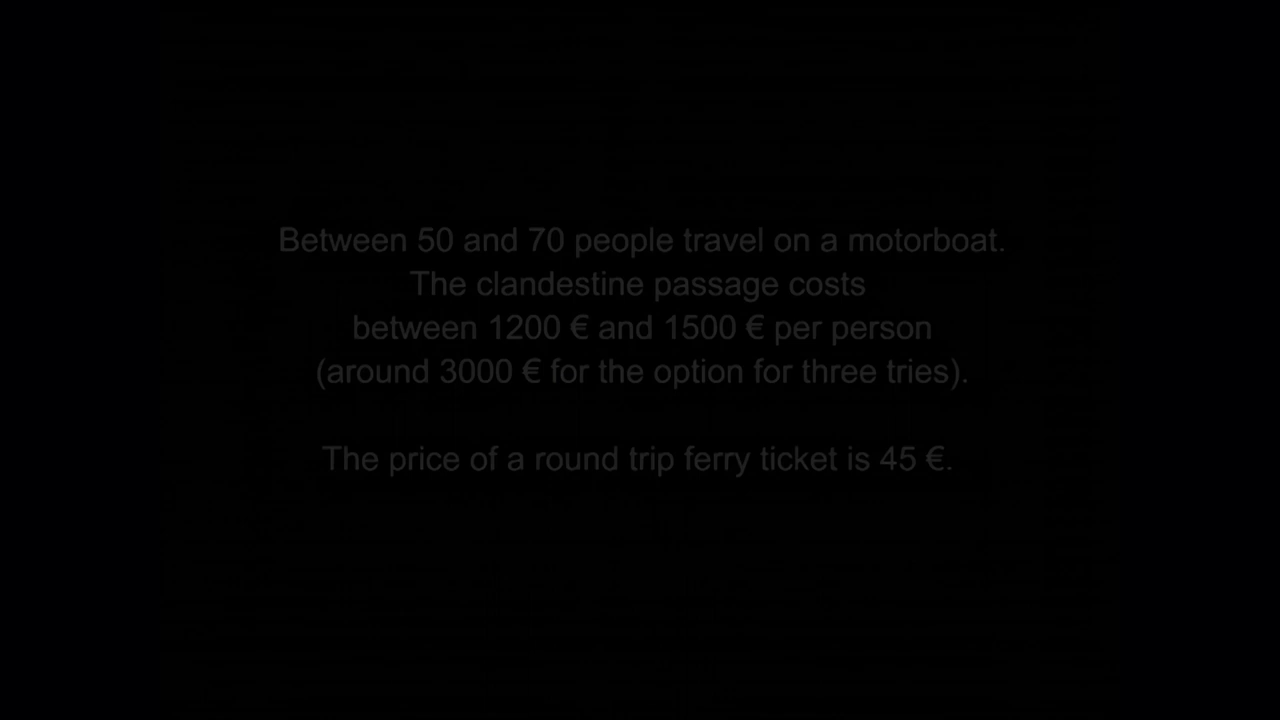 Between 50 and 70 people travel on a motorboat.
The clandestine passage costs
between 1200 € and 1500 € per person
(around 3000 € for the option for three tries).
The price of a round trip ferry ticket is 45 €.